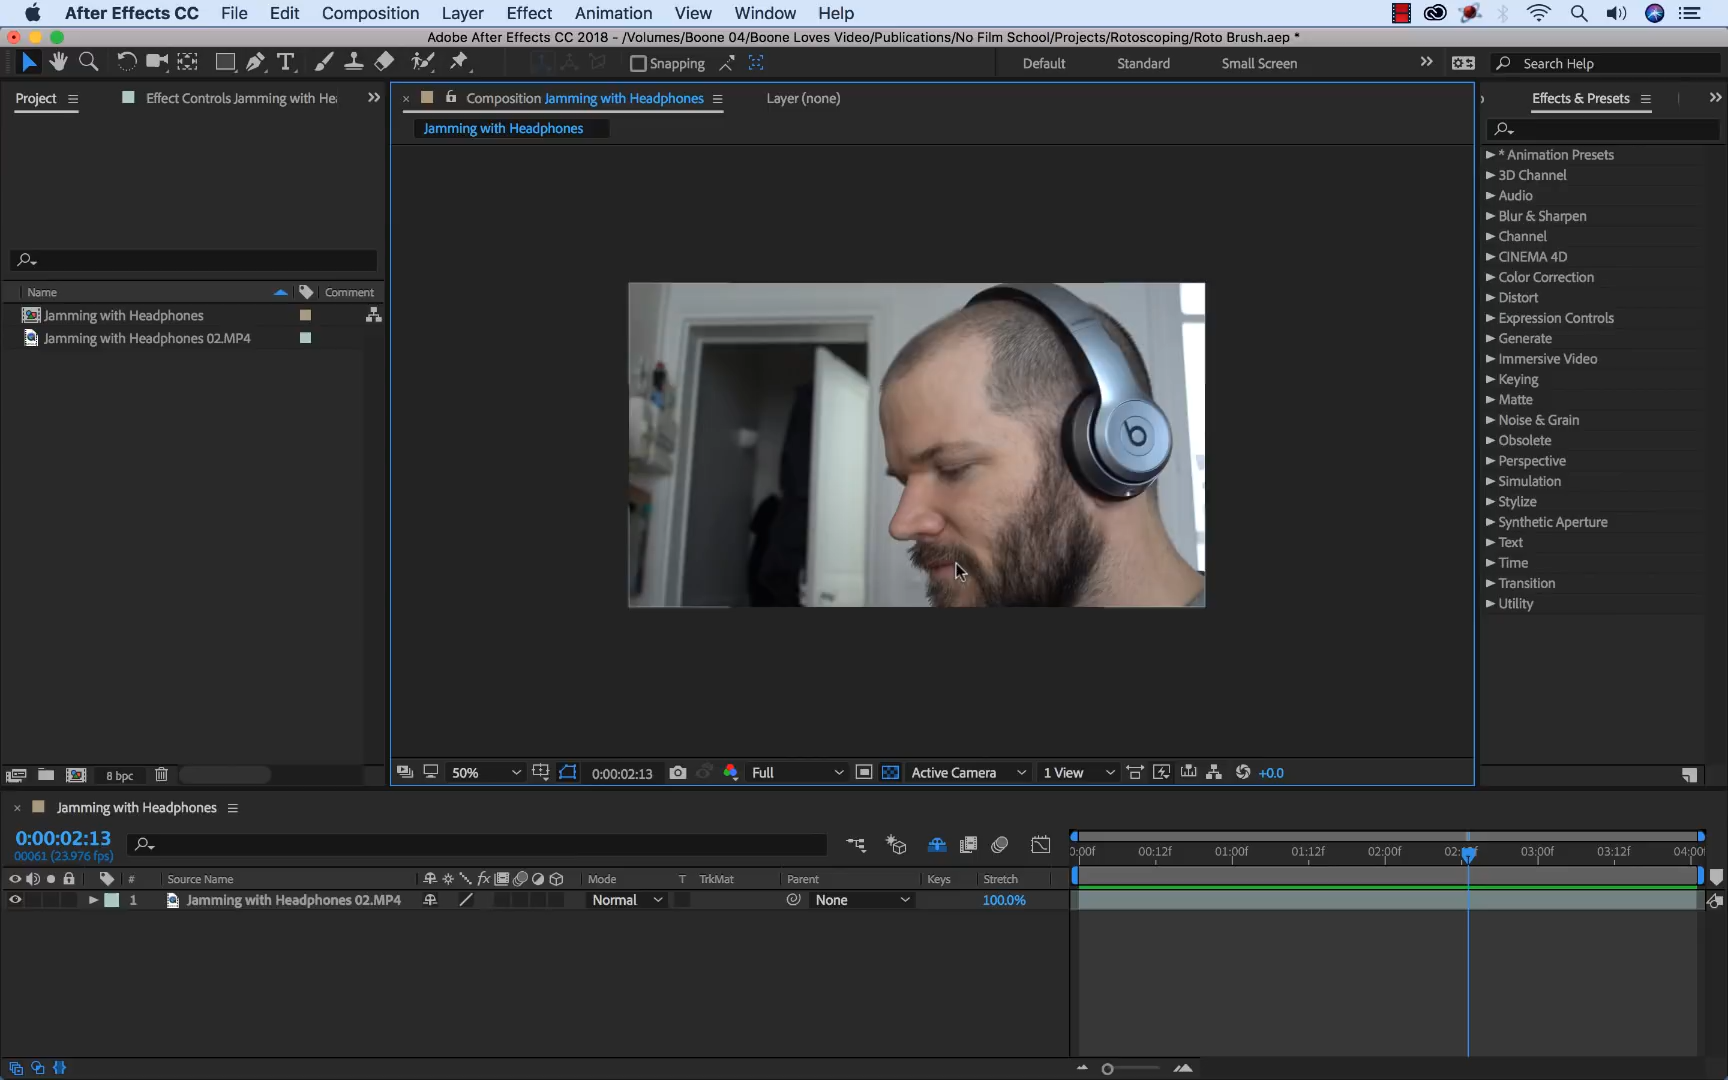 After Effects CC File Edit Composition Layer Effect Animation View Window Help
Adobe After Effects CC 2018 - /Volumes/Boone 04/Boone Loves Video/Publications/No Film School/Projects/Rotoscoping/Roto Brush.aep *
Snapping Default Standard Small Screen Search Help
Project Effect Controls Jamming with He Composition Jamming with Headphones Layer (none) Effects & Presets
Jamming with Headphones
* Animation Presets
3D Channel
Audio
Blur & Sharpen
Channel
CINEMA 4D
Color Correction
Distort
Expression Controls
Generate
Immersive Video
Keying
Matte
Noise & Grain
Obsolete
Perspective
Simulation
Stylize
Synthetic Aperture
Text
Time
Transition
Utility
Name Comment
Jamming with Headphones
Jamming with Headphones 02.MP4
b
8 bpc 50% 0:00:02:13 Full Active Camera 1 View +0.0
Jamming with Headphones
0:00:02:13
00061 (23.976 fps)
0:00f 00:12f 01:00f 01:12f 02:00f 02: f 03:00f 03:12f 04:00
# Source Name Mode T TrkMat Parent Keys Stretch
1 Jamming with Headphones 02.MP4 Normal None 100.0%